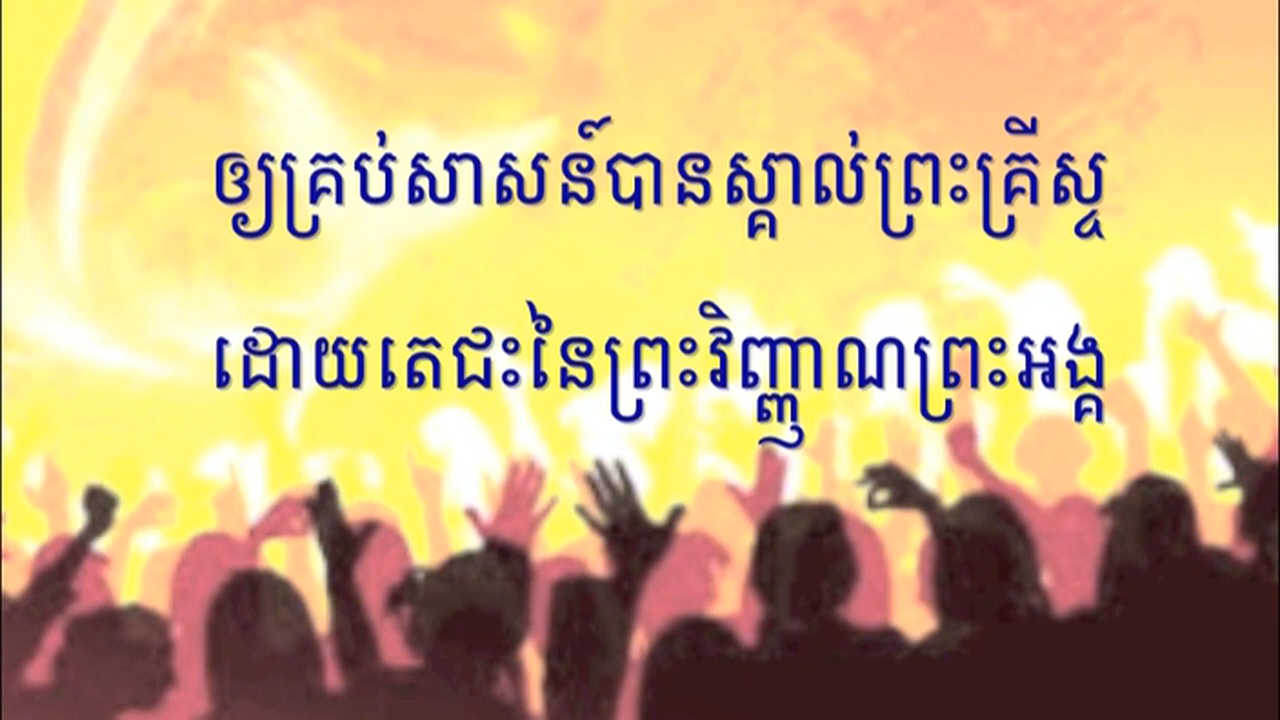 ឲ្យគ្រប់សាសន៍បានស្គាល់ព្រះគ្រីស្ទ
ដោយតេជះនៃព្រះវិញ្ញាណព្រះអង្គ